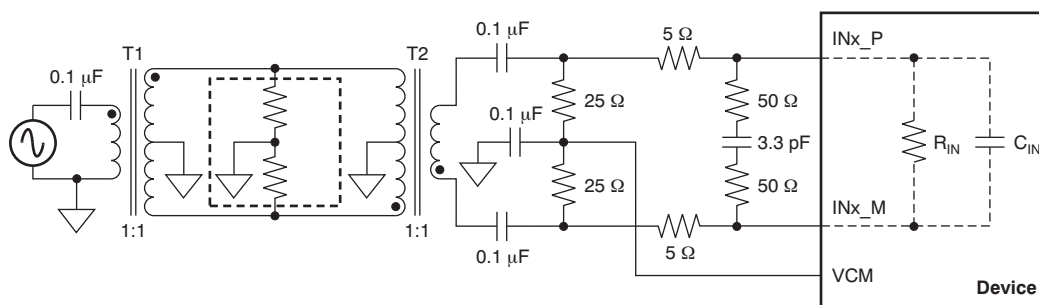 T1
T2
0.1 μF
5 Ω
INx_P
0.1 μF
0.1 μF
25 Ω
50 Ω
3.3 pF
R_IN
C_IN
25 Ω
50 Ω
INx_M
1:1
1:1
0.1 μF
5 Ω
VCM
Device